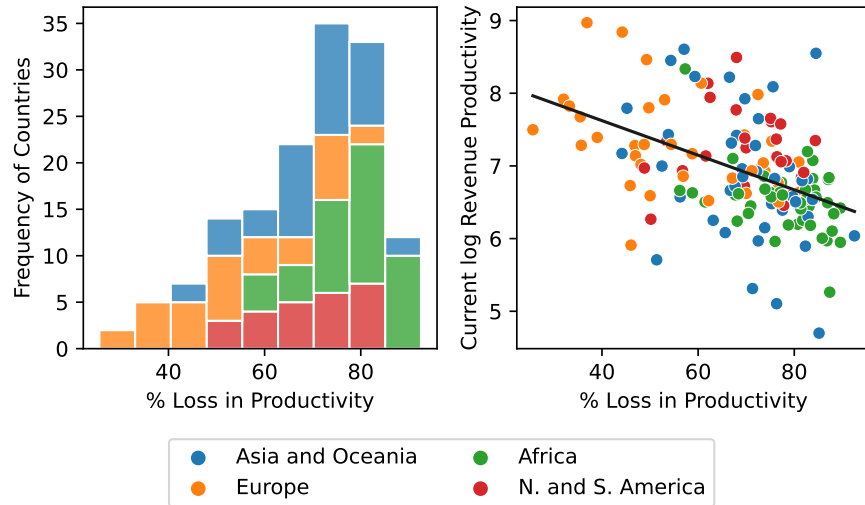 35
30
25
20
15
10
5
0
Frequency of Countries
40 60 80
% Loss in Productivity
9
8
7
6
5
Current log Revenue Productivity
40 60 80
% Loss in Productivity
Asia and Oceania
Europe
Africa
N. and S. America